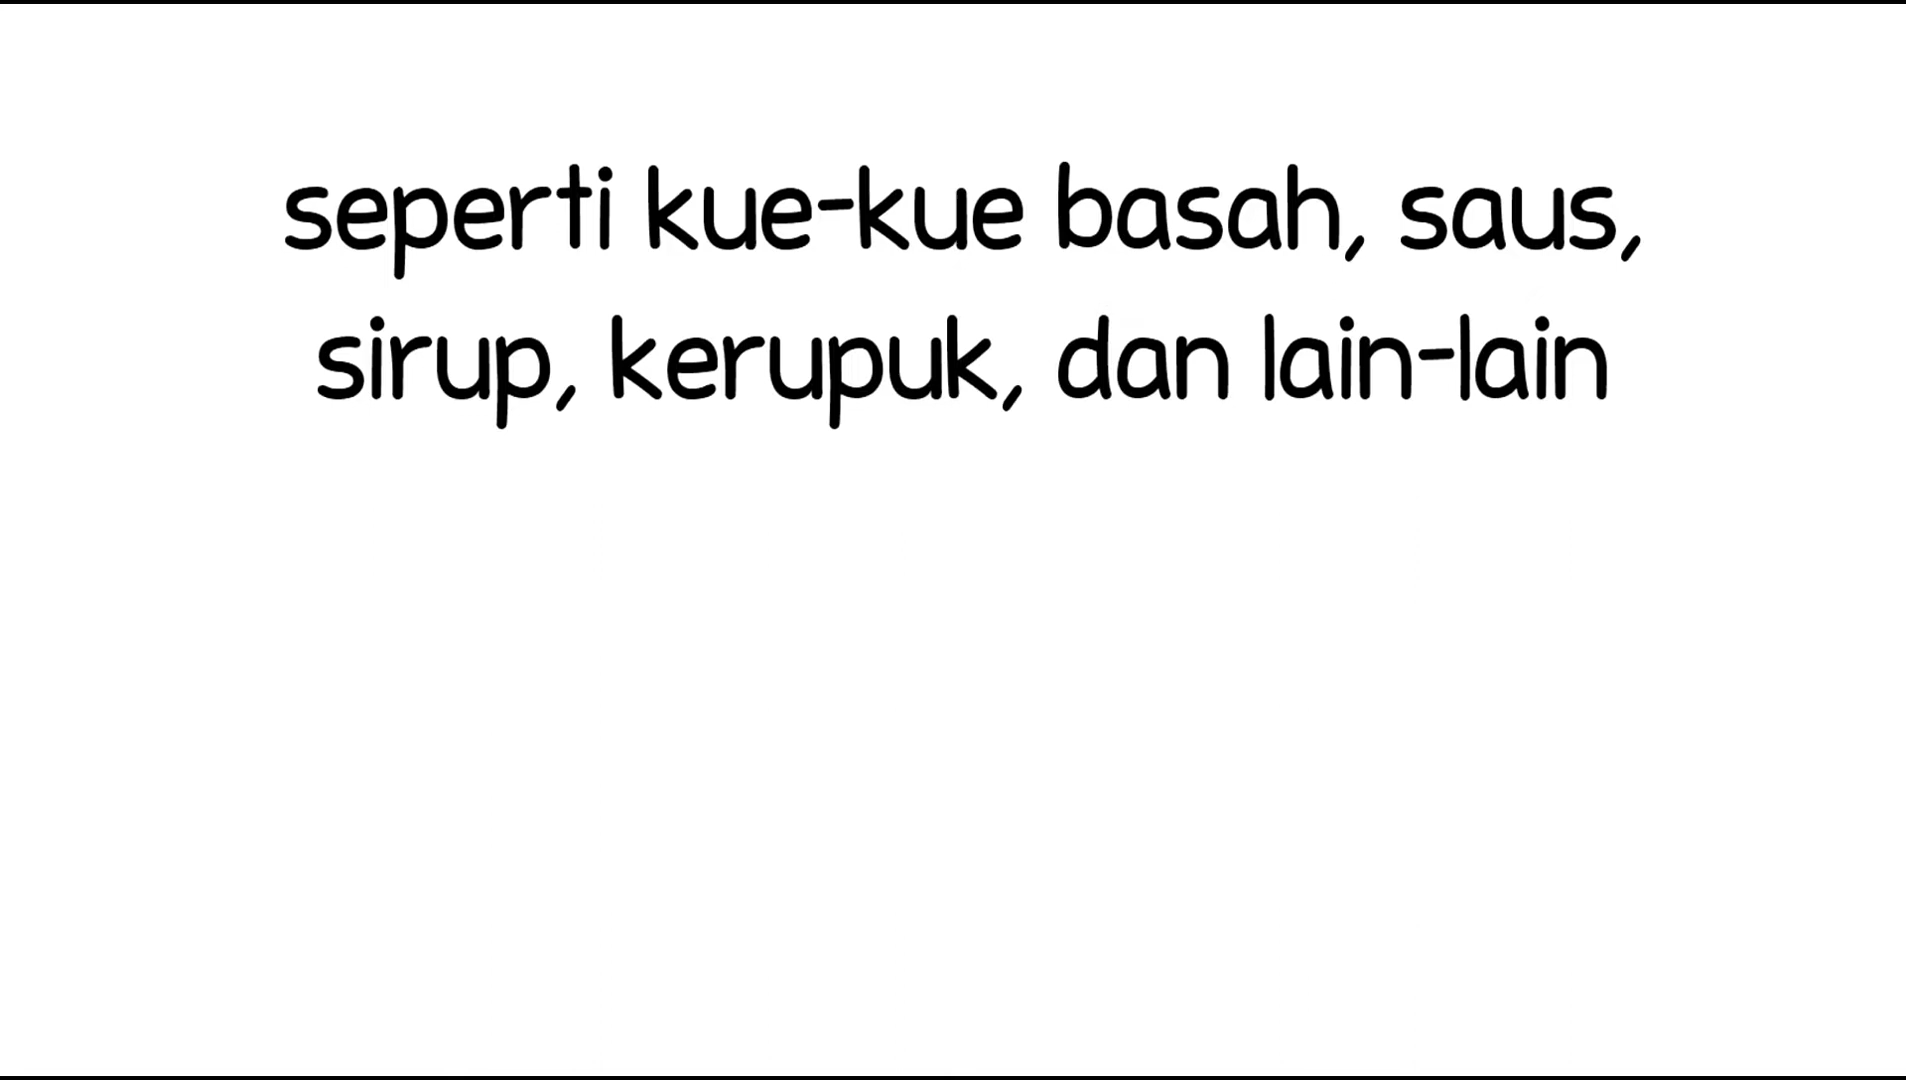 seperti kue-kue basah, saus,
sirup, kerupuk, dan lain-lain